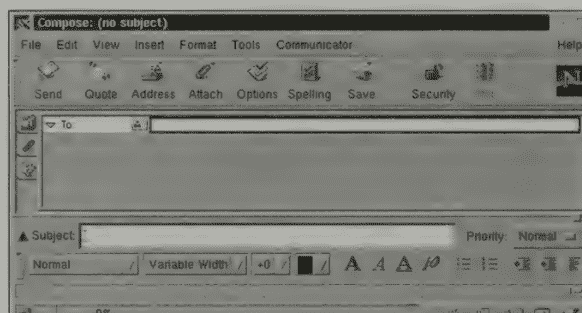 Compose: (no subject)
File Edit View Insert Format Tools Communicator Help
Send Quote Address Attach Options Spelling Save Security
To:
Subject: Priority: Normal
Normal Variable Width +0 A A A
N